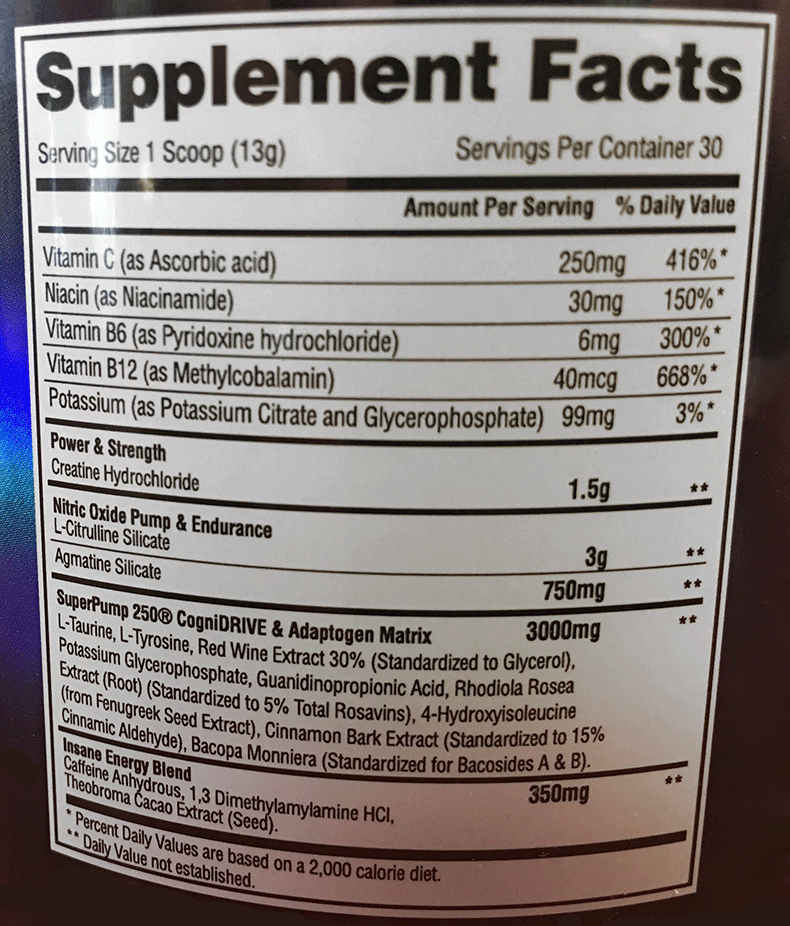 Supplement Facts
Serving Size 1 Scoop (13g) Servings Per Container 30
Amount Per Serving % Daily Value
Vitamin C (as Ascorbic acid) 250mg 416%*
Niacin (as Niacinamide) 30mg 150%*
Vitamin B6 (as Pyridoxine hydrochloride) 6mg 300%*
Vitamin B12 (as Methylcobalamin) 40mcg 668%*
Potassium (as Potassium Citrate and Glycerophosphate) 99mg 3%*
Power & Strength
Creatine Hydrochloride 1.5g **
Nitric Oxide Pump & Endurance
L-Citrulline Silicate 3g **
Agmatine Silicate 750mg **
SuperPump 250® CogniDRIVE & Adaptogen Matrix 3000mg **
L-Taurine, L-Tyrosine, Red Wine Extract 30% (Standardized to Glycerol),
Potassium Glycerophosphate, Guanidinopropionic Acid, Rhodiola Rosea
Extract (Root) (Standardized to 5% Total Rosavins), 4-Hydroxyisoleucine
(from Fenugreek Seed Extract), Cinnamon Bark Extract (Standardized to 15%
Cinnamic Aldehyde), Bacopa Monniera (Standardized for Bacosides A & B).
Insane Energy Blend 350mg **
Caffeine Anhydrous, 1,3 Dimethylamylamine HCl,
Theobroma Cacao Extract (Seed).
* Percent Daily Values are based on a 2,000 calorie diet.
** Daily Value not established.